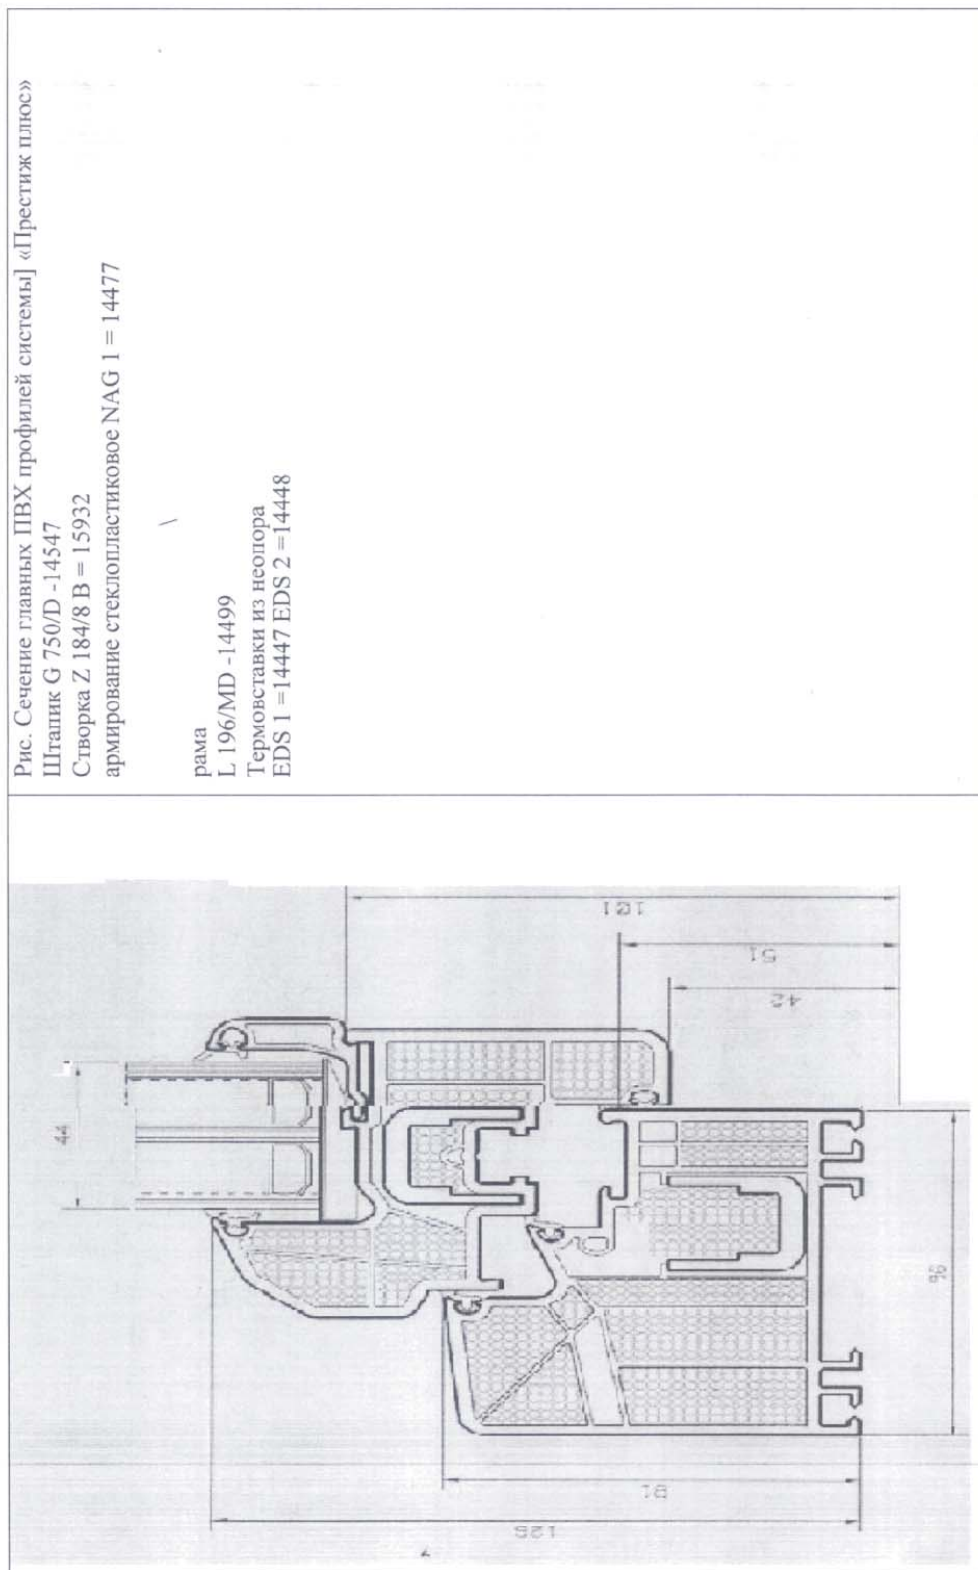 Рис. Сечение главных ПВХ профилей системы] «Престиж плюс»
Штапик G 750/D -14547
Створка Z 184/8 B = 15932
армирование стеклопластиковое NAG 1 = 14477
рама
L 196/MD -14499
Термовставки из неопора
EDS 1 =14447 EDS 2 =14448
44
101
51
42
96
81
126